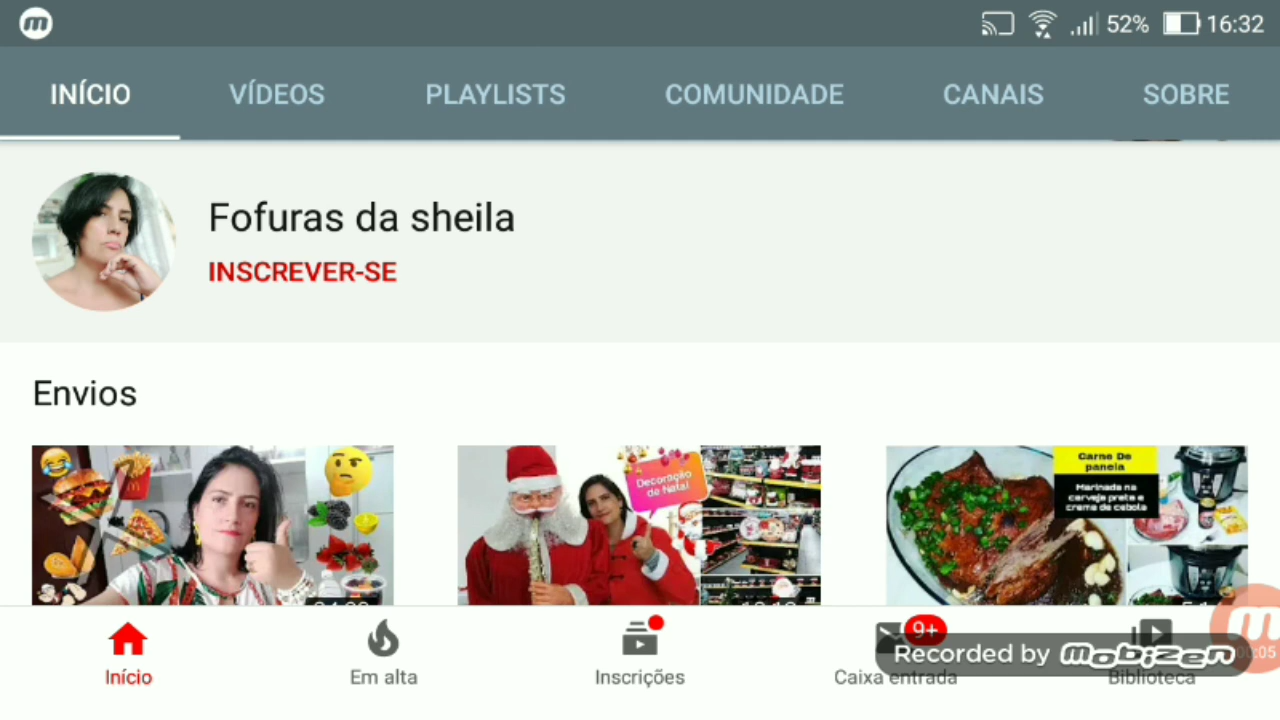 m
52% 16:32
INÍCIO VÍDEOS PLAYLISTS COMUNIDADE CANAIS SOBRE
Fofuras da sheila
INSCREVER-SE
Envios
Decoração
de Natal
Carne De
panela
Marinada na
cerveja preta e
creme de cebola
9+
Início Em alta Inscrições Caixa entrada Biblioteca
Recorded by mobizen